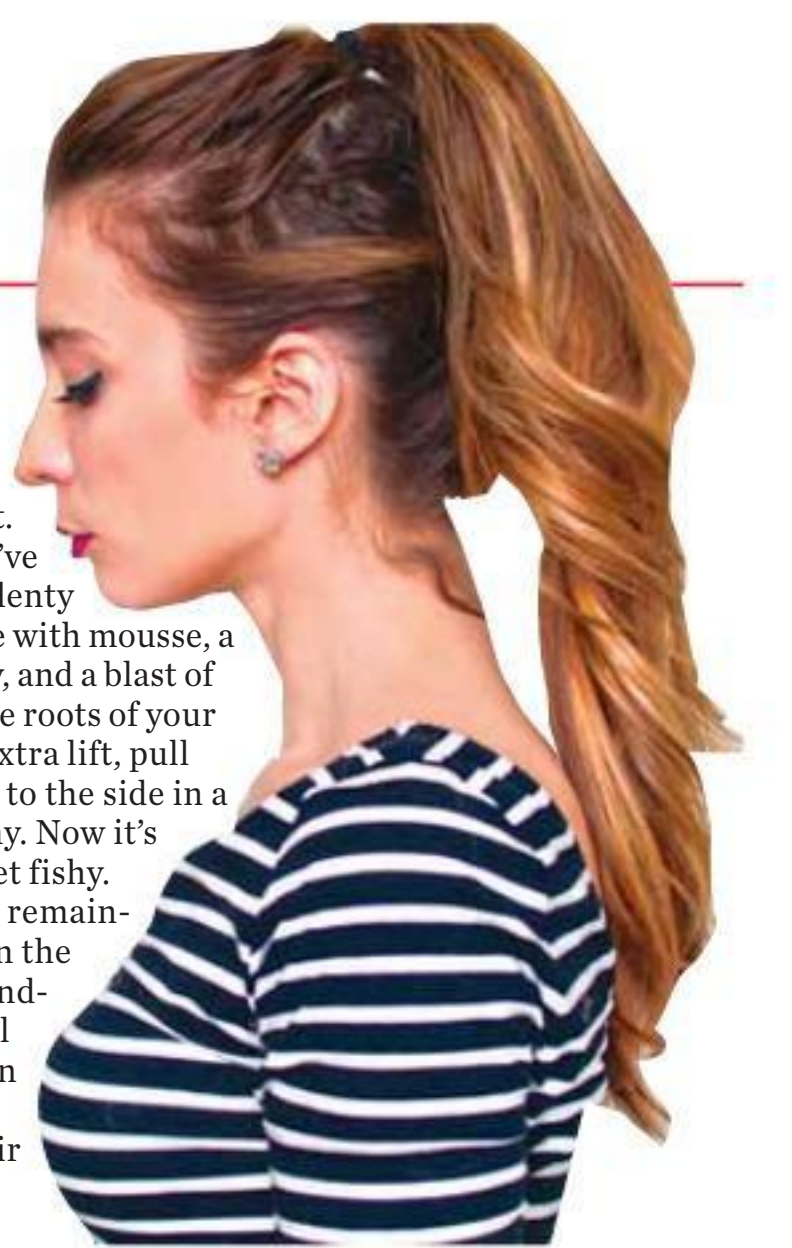 t.
’ve
lenty
e with mousse, a
y, and a blast of
e roots of your
xtra lift, pull
to the side in a
ny. Now it’s
et fishy.
remain-
n the
nd-
l
n
ir